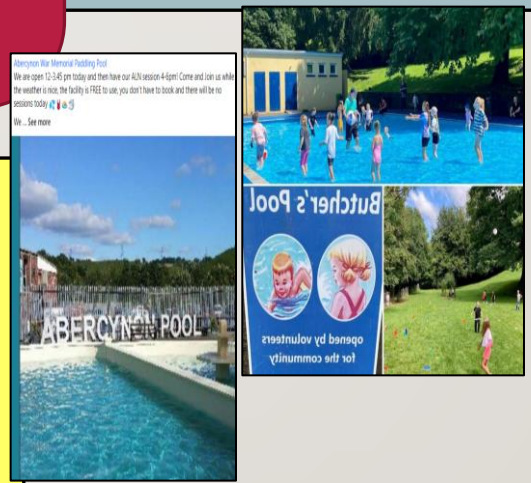 Abercynon War Memorial Paddling Pool
We are open 12-3.45 pm today and then have our ALN session 4-6pm! Come and Join us while
the weather is nice, the facility is FREE to use, you don't have to book and there will be no
sessions today
We ... See more
ABERCYNON POOL
Butcher's Pool
opened by volunteers
for the community